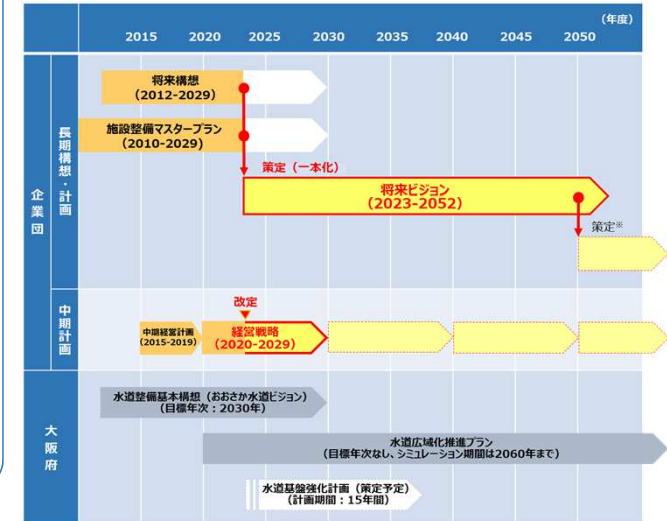 (年度)
2015 2020 2025 2030 2035 2040 2045 2050
企業団
長期構想・計画
将来構想
(2012-2029)
施設整備マスタープラン
(2010-2029)
策定（一本化）
将来ビジョン
(2023-2052)
策定※
中期計画
改定
中期経営計画
(2015-2019)
経営戦略
(2020-2029)
大阪府
水道整備基本構想（おおさか水道ビジョン）
(目標年次：2030年)
水道広域化推進プラン
(目標年次なし、シミュレーション期間は2060年まで)
水道基盤強化計画（策定予定）
(計画期間：15年間)